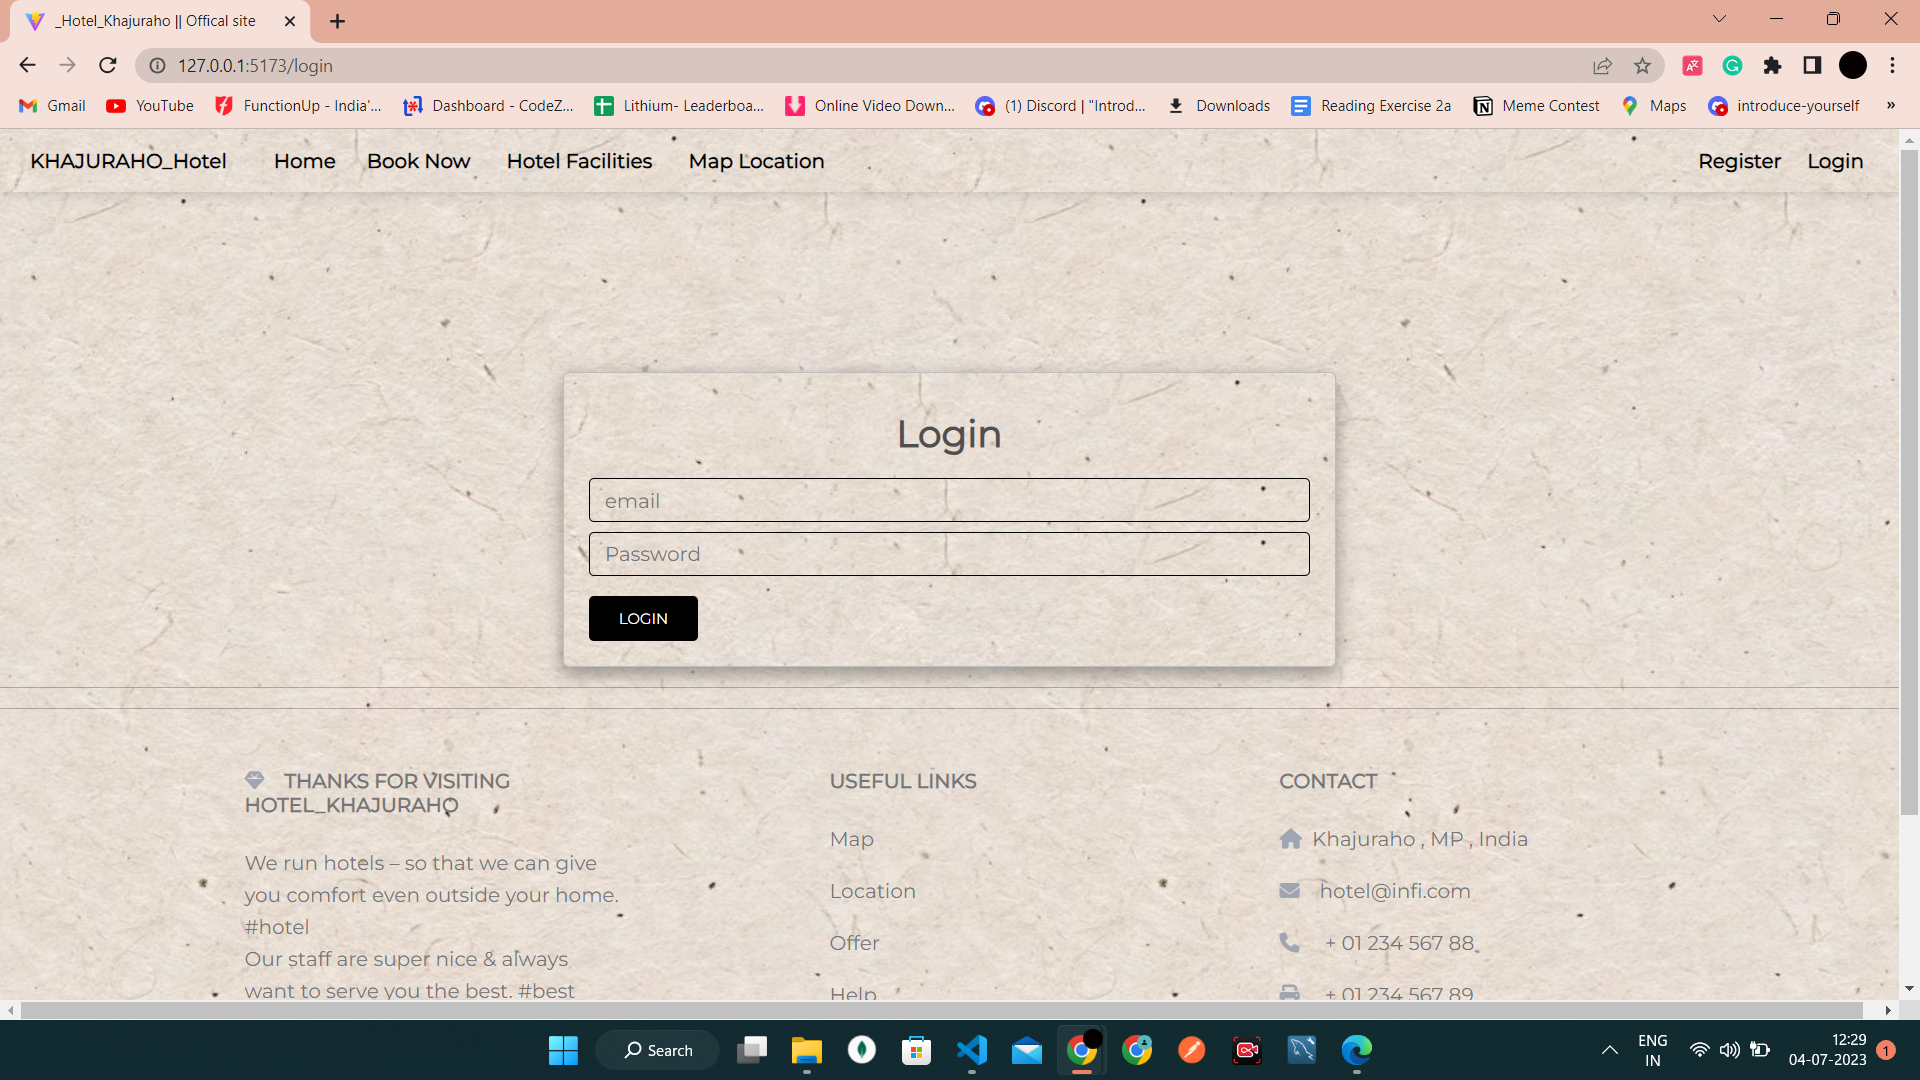 _Hotel_Khajuraho || Offical site
127.0.0.1:5173/login
Gmail YouTube FunctionUp - India'... Dashboard - CodeZ... Lithium- Leaderboa... Online Video Down... (1) Discord | "Introd... Downloads Reading Exercise 2a Meme Contest Maps introduce-yourself »
KHAJURAHO_Hotel Home Book Now Hotel Facilities Map Location Register Login
Login
email
Password
LOGIN
THANKS FOR VISITING
HOTEL_KHAJURAHO
We run hotels – so that we can give
you comfort even outside your home.
#hotel
Our staff are super nice & always
want to serve you the best. #best
USEFUL LINKS
Map
Location
Offer
Help
CONTACT
Khajuraho , MP , India
hotel@infi.com
+ 01 234 567 88
+ 01 234 567 89
Search
ENG
IN
12:29
04-07-2023
1